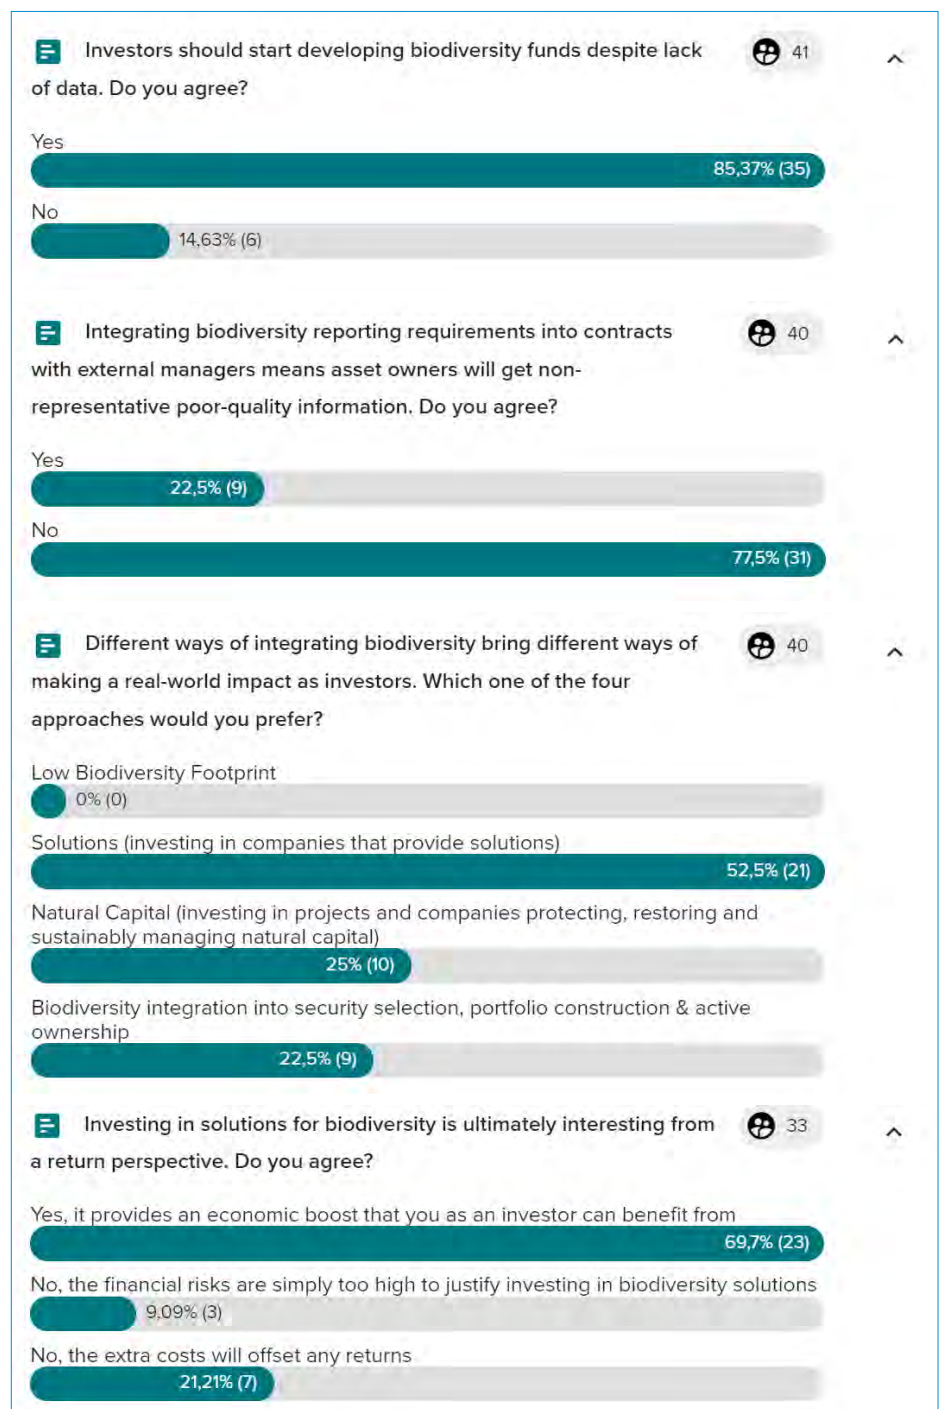 Investors should start developing biodiversity funds despite lack 41
of data. Do you agree?
Yes
85,37% (35)
No
14,63% (6)
Integrating biodiversity reporting requirements into contracts 40
with external managers means asset owners will get non-
representative poor-quality information. Do you agree?
Yes
22,5% (9)
No
77,5% (31)
Different ways of integrating biodiversity bring different ways of 40
making a real-world impact as investors. Which one of the four
approaches would you prefer?
Low Biodiversity Footprint
0% (0)
Solutions (investing in companies that provide solutions)
52,5% (21)
Natural Capital (investing in projects and companies protecting, restoring and
sustainably managing natural capital)
25% (10)
Biodiversity integration into security selection, portfolio construction & active
ownership
22,5% (9)
Investing in solutions for biodiversity is ultimately interesting from 33
a return perspective. Do you agree?
Yes, it provides an economic boost that you as an investor can benefit from
69,7% (23)
No, the financial risks are simply too high to justify investing in biodiversity solutions
9,09% (3)
No, the extra costs will offset any returns
21,21% (7)